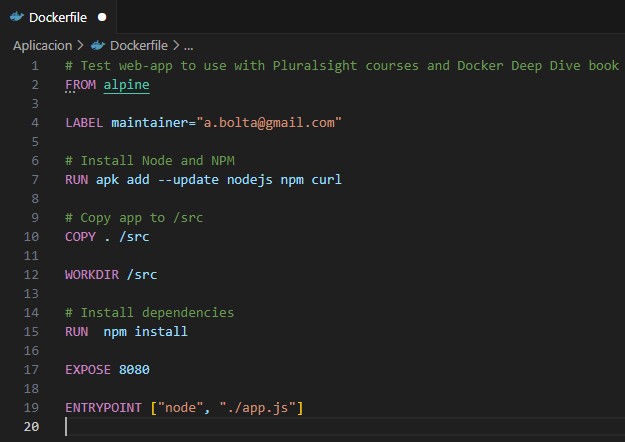 Dockerfile
Aplicacion > Dockerfile > ...
1 # Test web-app to use with Pluralsight courses and Docker Deep Dive book
2 FROM alpine
3
4 LABEL maintainer="a.bolta@gmail.com"
5
6 # Install Node and NPM
7 RUN apk add --update nodejs npm curl
8
9 # Copy app to /src
10 COPY . /src
11
12 WORKDIR /src
13
14 # Install dependencies
15 RUN  npm install
16
17 EXPOSE 8080
18
19 ENTRYPOINT ["node", "./app.js"]
20